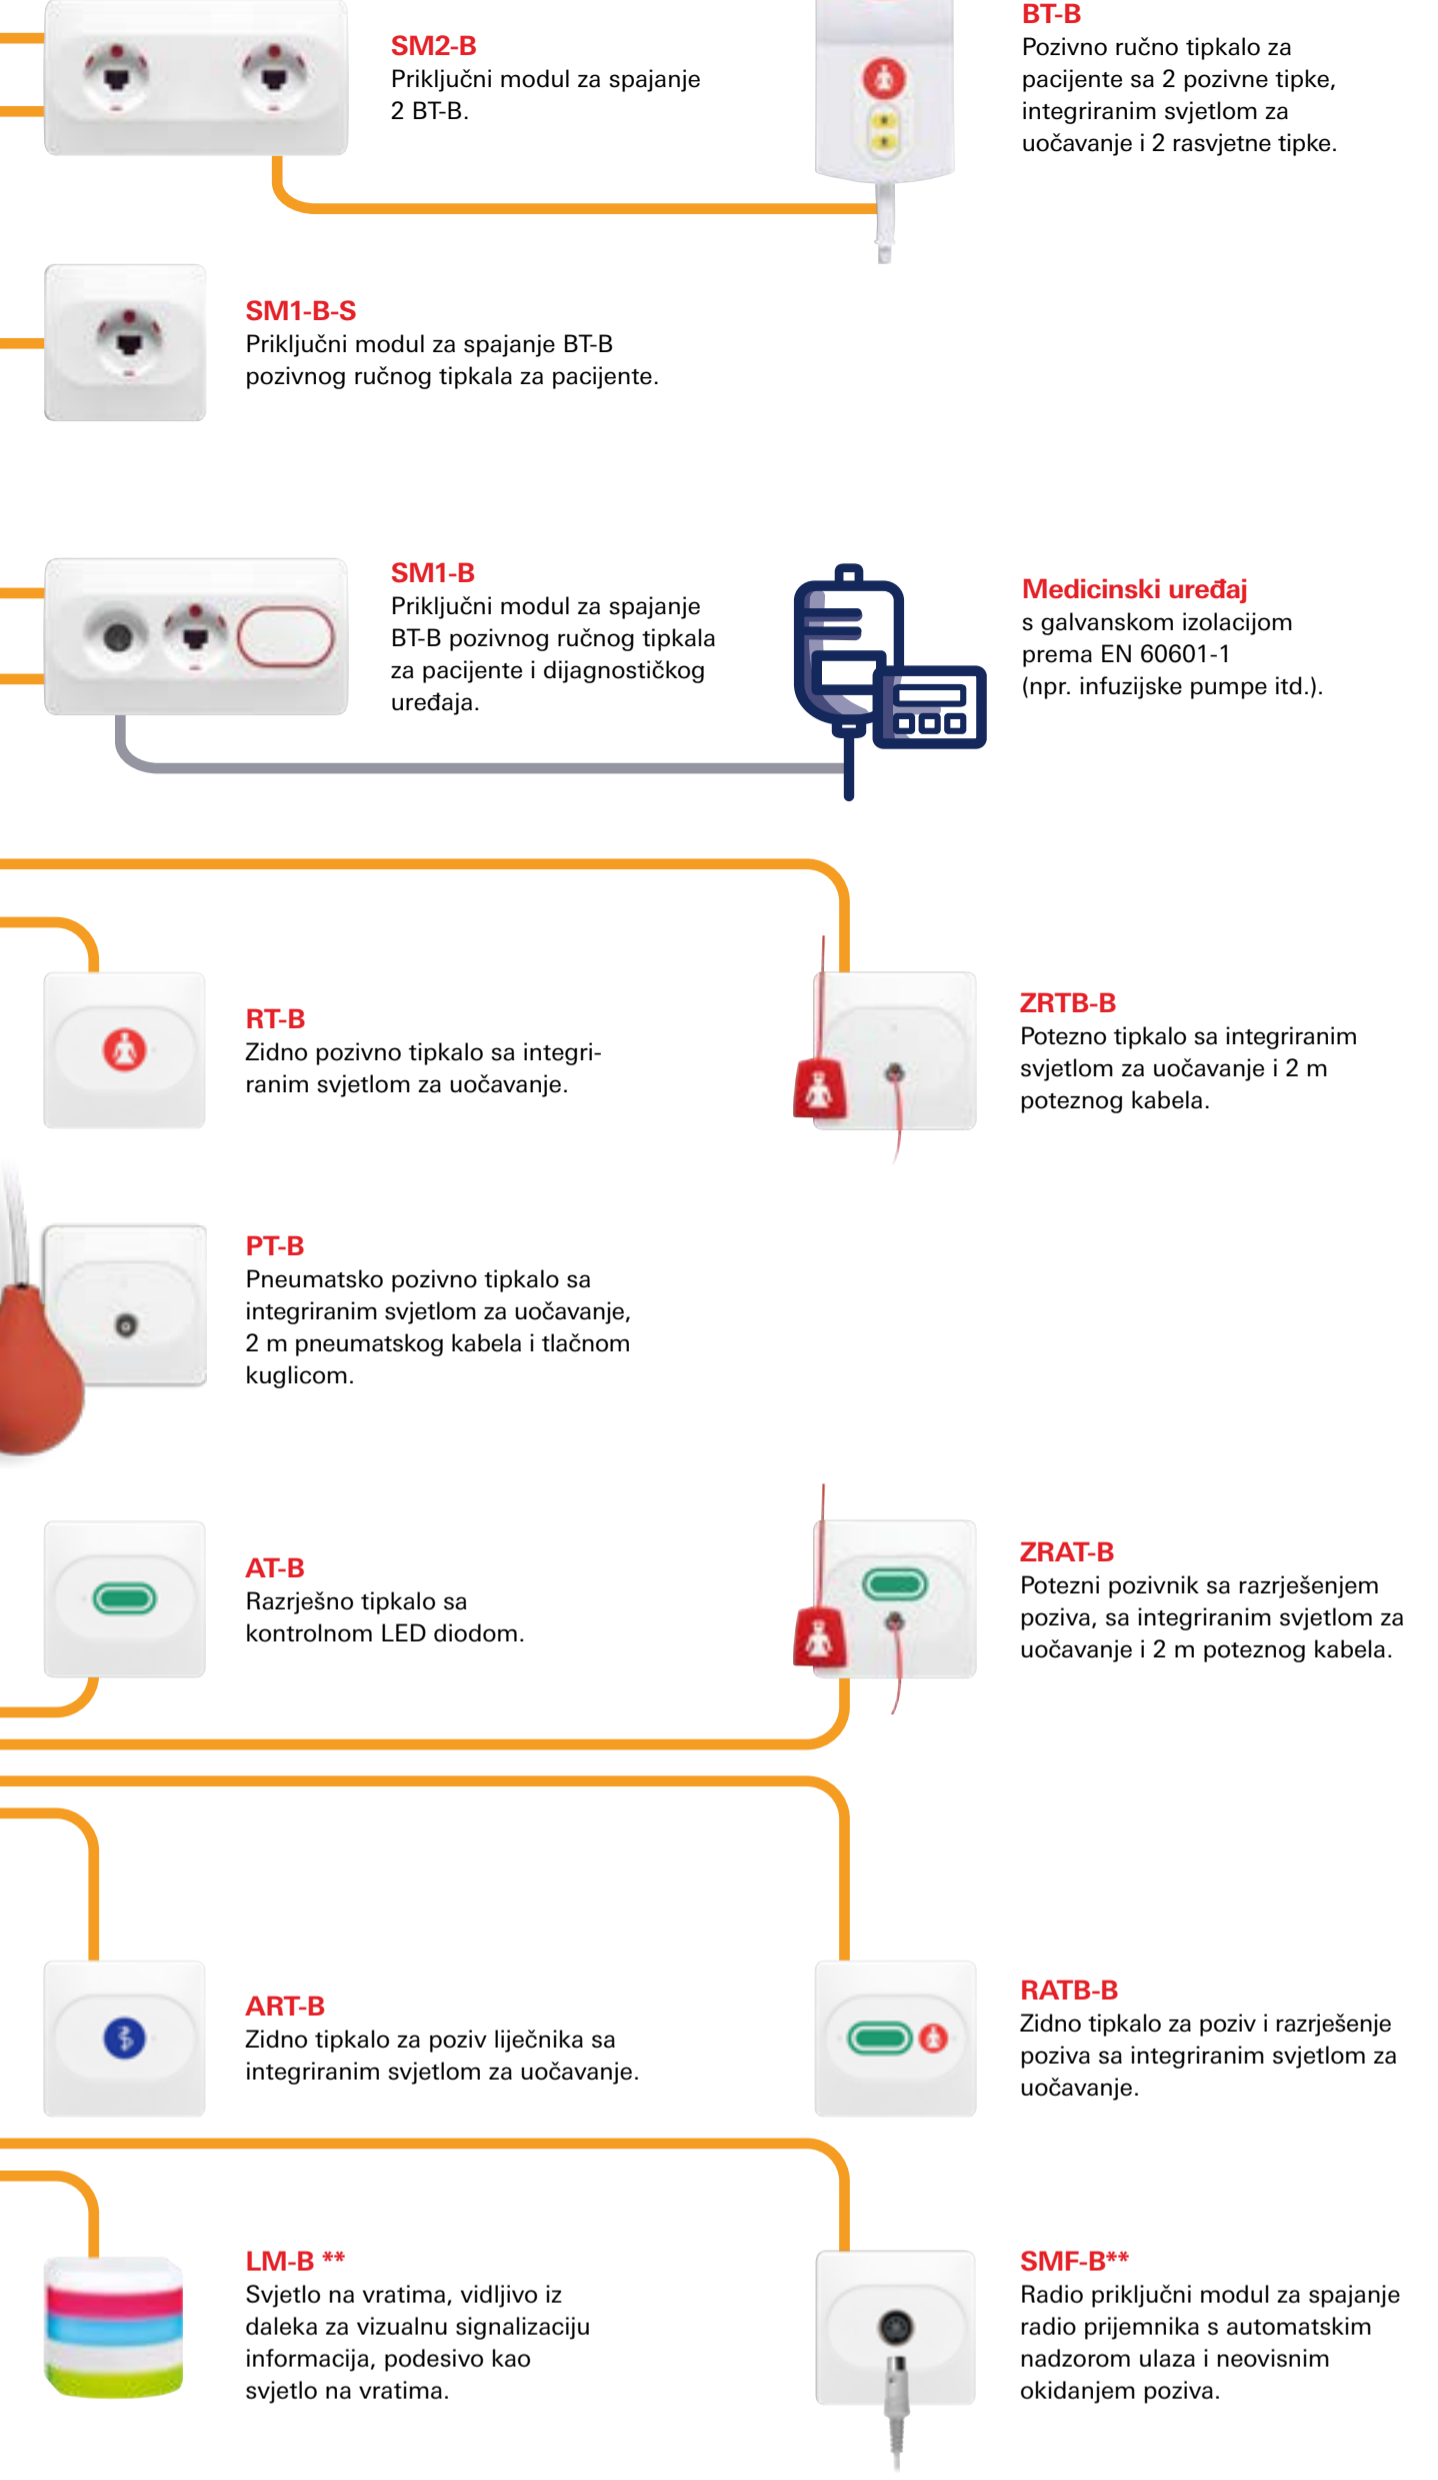 SM2-B
Priključni modul za spajanje
2 BT-B.
BT-B
Pozivno ručno tipkalo za
pacijente sa 2 pozivne tipke,
integriranim svjetlom za
uočavanje i 2 rasvjetne tipke.
SM1-B-S
Priključni modul za spajanje BT-B
pozivnog ručnog tipkala za pacijente.
SM1-B
Priključni modul za spajanje
BT-B pozivnog ručnog tipkala
za pacijente i dijagnostičkog
uređaja.
Medicinski uređaj
s galvanskom izolacijom
prema EN 60601-1
(npr. infuzijske pumpe itd.).
RT-B
Zidno pozivno tipkalo sa integri-
ranim svjetlom za uočavanje.
ZRTB-B
Potezno tipkalo sa integriranim
svjetlom za uočavanje i 2 m
poteznog kabela.
PT-B
Pneumatsko pozivno tipkalo sa
integriranim svjetlom za uočavanje,
2 m pneumatskog kabela i tlačnom
kuglicom.
AT-B
Razrješno tipkalo sa
kontrolnom LED diodom.
ZRAT-B
Potezni pozivnik sa razrješenjem
poziva, sa integriranim svjetlom za
uočavanje i 2 m poteznog kabela.
ART-B
Zidno tipkalo za poziv liječnika sa
integriranim svjetlom za uočavanje.
RATB-B
Zidno tipkalo za poziv i razrješenje
poziva sa integriranim svjetlom za
uočavanje.
LM-B **
Svjetlo na vratima, vidljivo iz
daleka za vizualnu signalizaciju
informacija, podesivo kao
svjetlo na vratima.
SMF-B**
Radio priključni modul za spajanje
radio prijemnika s automatskim
nadzorom ulaza i neovisnim
okidanjem poziva.